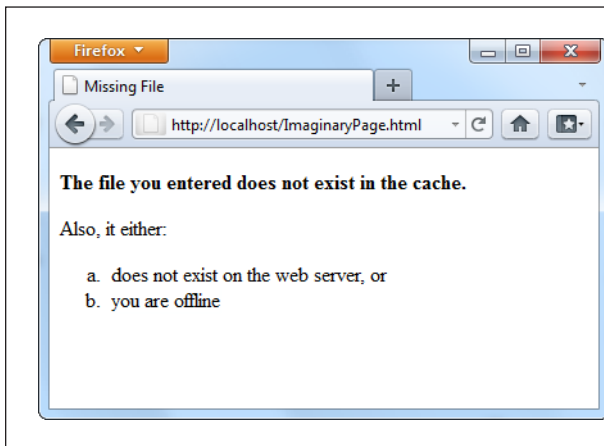 Firefox
Missing File
http://localhost/ImaginaryPage.html
The file you entered does not exist in the cache.
Also, it either:
a. does not exist on the web server, or
b. you are offline